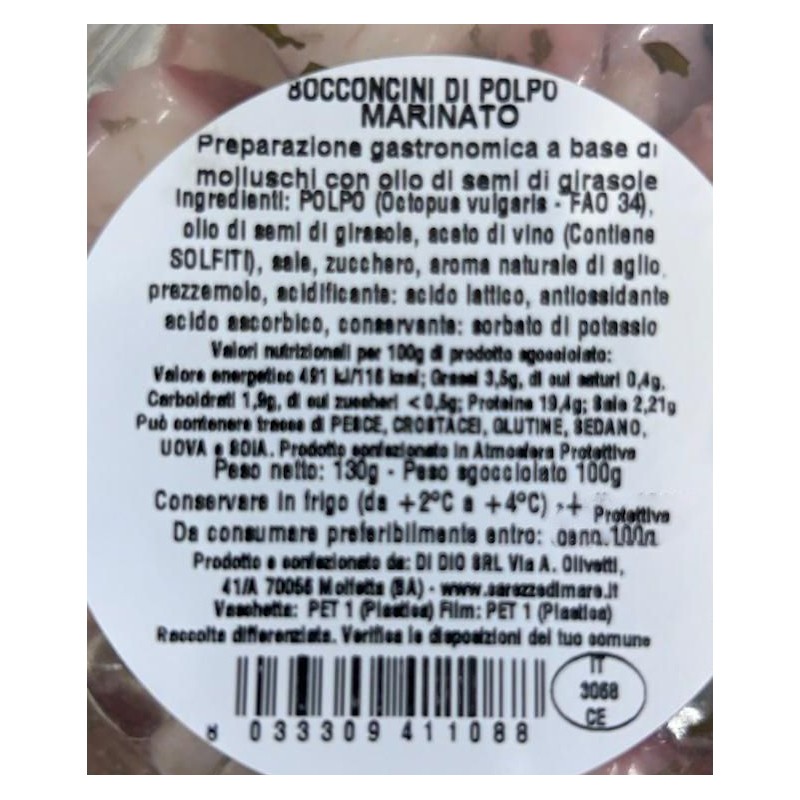 BOCCONCINI DI POLPO
MARINATO
Preparazione gastronomica a base di
molluschi con olio di semi di girasole
Ingredienti: POLPO (Octopus vulgaris - FAO 34),
olio di semi di girasole, aceto di vino (Contiene
SOLFITI), sale, zucchero, aroma naturale di aglio,
prezzemolo, acidificante: acido lattico, antiossidante
acido ascorbico, conservante: sorbato di potassio
Valori nutrizionali per 100g di prodotto sgocciolato:
Valore energetico 491 kJ/116 kcal; Grassi 3,5g, di cui saturi 0,4g,
Carboidrati 1,9g, di cui zuccheri <0,5g; Proteine 19,4g; Sale 2,21g
Può contenere tracce di PESCE, CROSTACEI, GLUTINE, SEDANO,
UOVA e SOIA. Prodotto confezionato in Atmosfera Protettiva
Peso netto: 130g - Peso sgocciolato 100g
Conservare in frigo (da +2°C a +4°C)
Protettiva
Da consumare preferibilmente entro:
Prodotto e confezionato da: DI DIO SRL Via A. Olivetti,
41/A 70056 Molfetta (BA) - www.sarezzedimare.it
Vaschetta: PET 1 (Plastica) Film: PET 1 (Plastica)
Raccolta differenziata. Verifica le disposizioni del tuo comune
IT
3068
CE
8 033309 411088